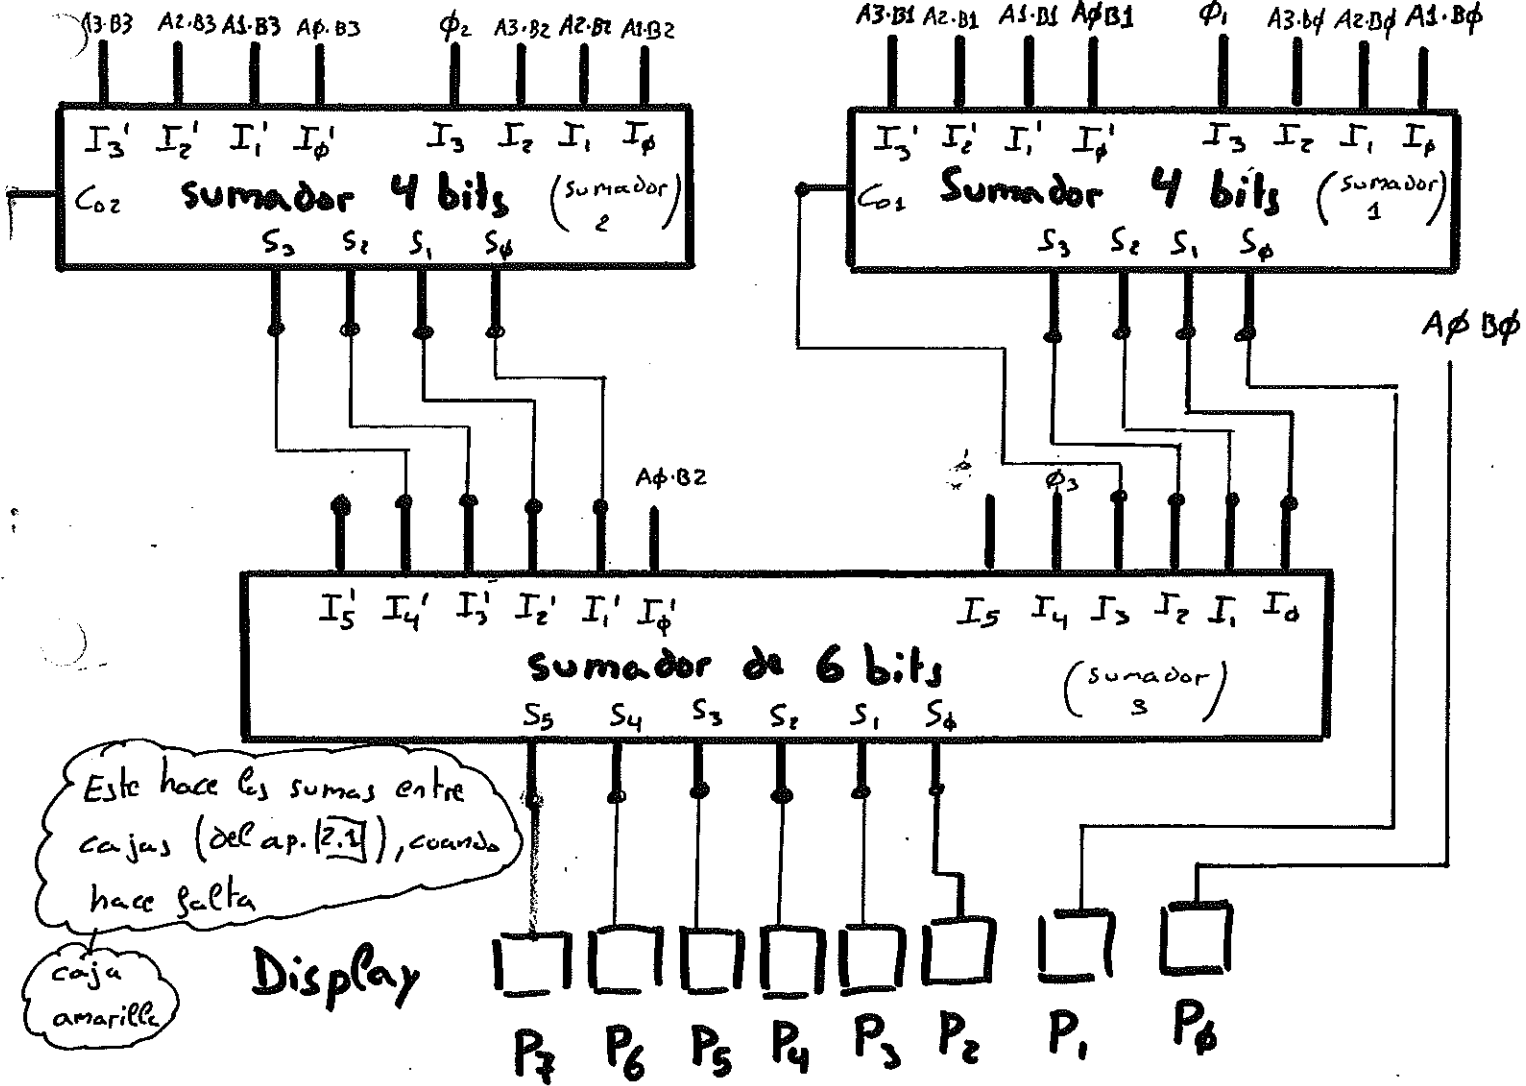 A3·B3 A2·B3 A1·B3 Aφ·B3 φ₂ A3·B2 A2·B2 A1·B2
I₃' I₂' I₁' Iφ' I₃ I₂ I₁ Iφ
Co2 Sumador 4 bits (sumador 2)
S₃ S₂ S₁ Sφ
A3·B1 A2·B1 A1·B1 AφB1 φ₁ A3·Bφ A2·Bφ A1·Bφ
I₃' I₂' I₁' Iφ' I₃ I₂ I₁ Iφ
Co1 Sumador 4 bits (sumador 1)
S₃ S₂ S₁ Sφ
Aφ Bφ
Aφ·B2
φ₃
I₅' I₄' I₃' I₂' I₁' Iφ' I₅ I₄ I₃ I₂ I₁ I₀
Sumador de 6 bits (sumador 3)
S₅ S₄ S₃ S₂ S₁ Sφ
Este hace las sumas entre
cajas (del ap. 2.1), cuando
hace falta
caja
amarilla
Display
P₇ P₆ P₅ P₄ P₃ P₂ P₁ Pφ